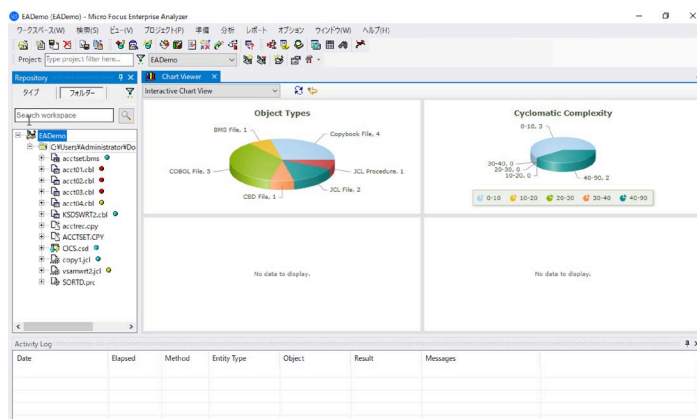 EADemo (EADemo) - Micro Focus Enterprise Analyzer
ワークスペース(W) 検索(S) ビュー(V) プロジェクト(P) 準備 分析 レポート オプション ウィンドウ(W) ヘルプ(H)
Project: Type project filter here... EADemo
Repository
タイプ フォルダー
Search workspace
EADemo
C:¥Users¥Administrator¥Do
acctset.bms
acct01.cbl
acct02.cbl
acct03.cbl
acct04.cbl
KSDSWRT2.cbl
acctrec.cpy
ACCTSET.CPY
CICS.csd
copy1.jcl
vsamwrt2.jcl
SORTD.prc
Chart Viewer
Interactive Chart View
Object Types
BMS File, 1
Copybook File, 4
COBOL File, 5
JCL Procedure, 1
JCL File, 2
CSD File, 1
Cyclomatic Complexity
0-10, 3
30-40, 0
20-30, 0
10-20, 0
40-90, 2
0-10 10-20 20-30 30-40 40-90
No data to display.
No data to display.
Activity Log
Date Elapsed Method Entity Type Object Result Messages